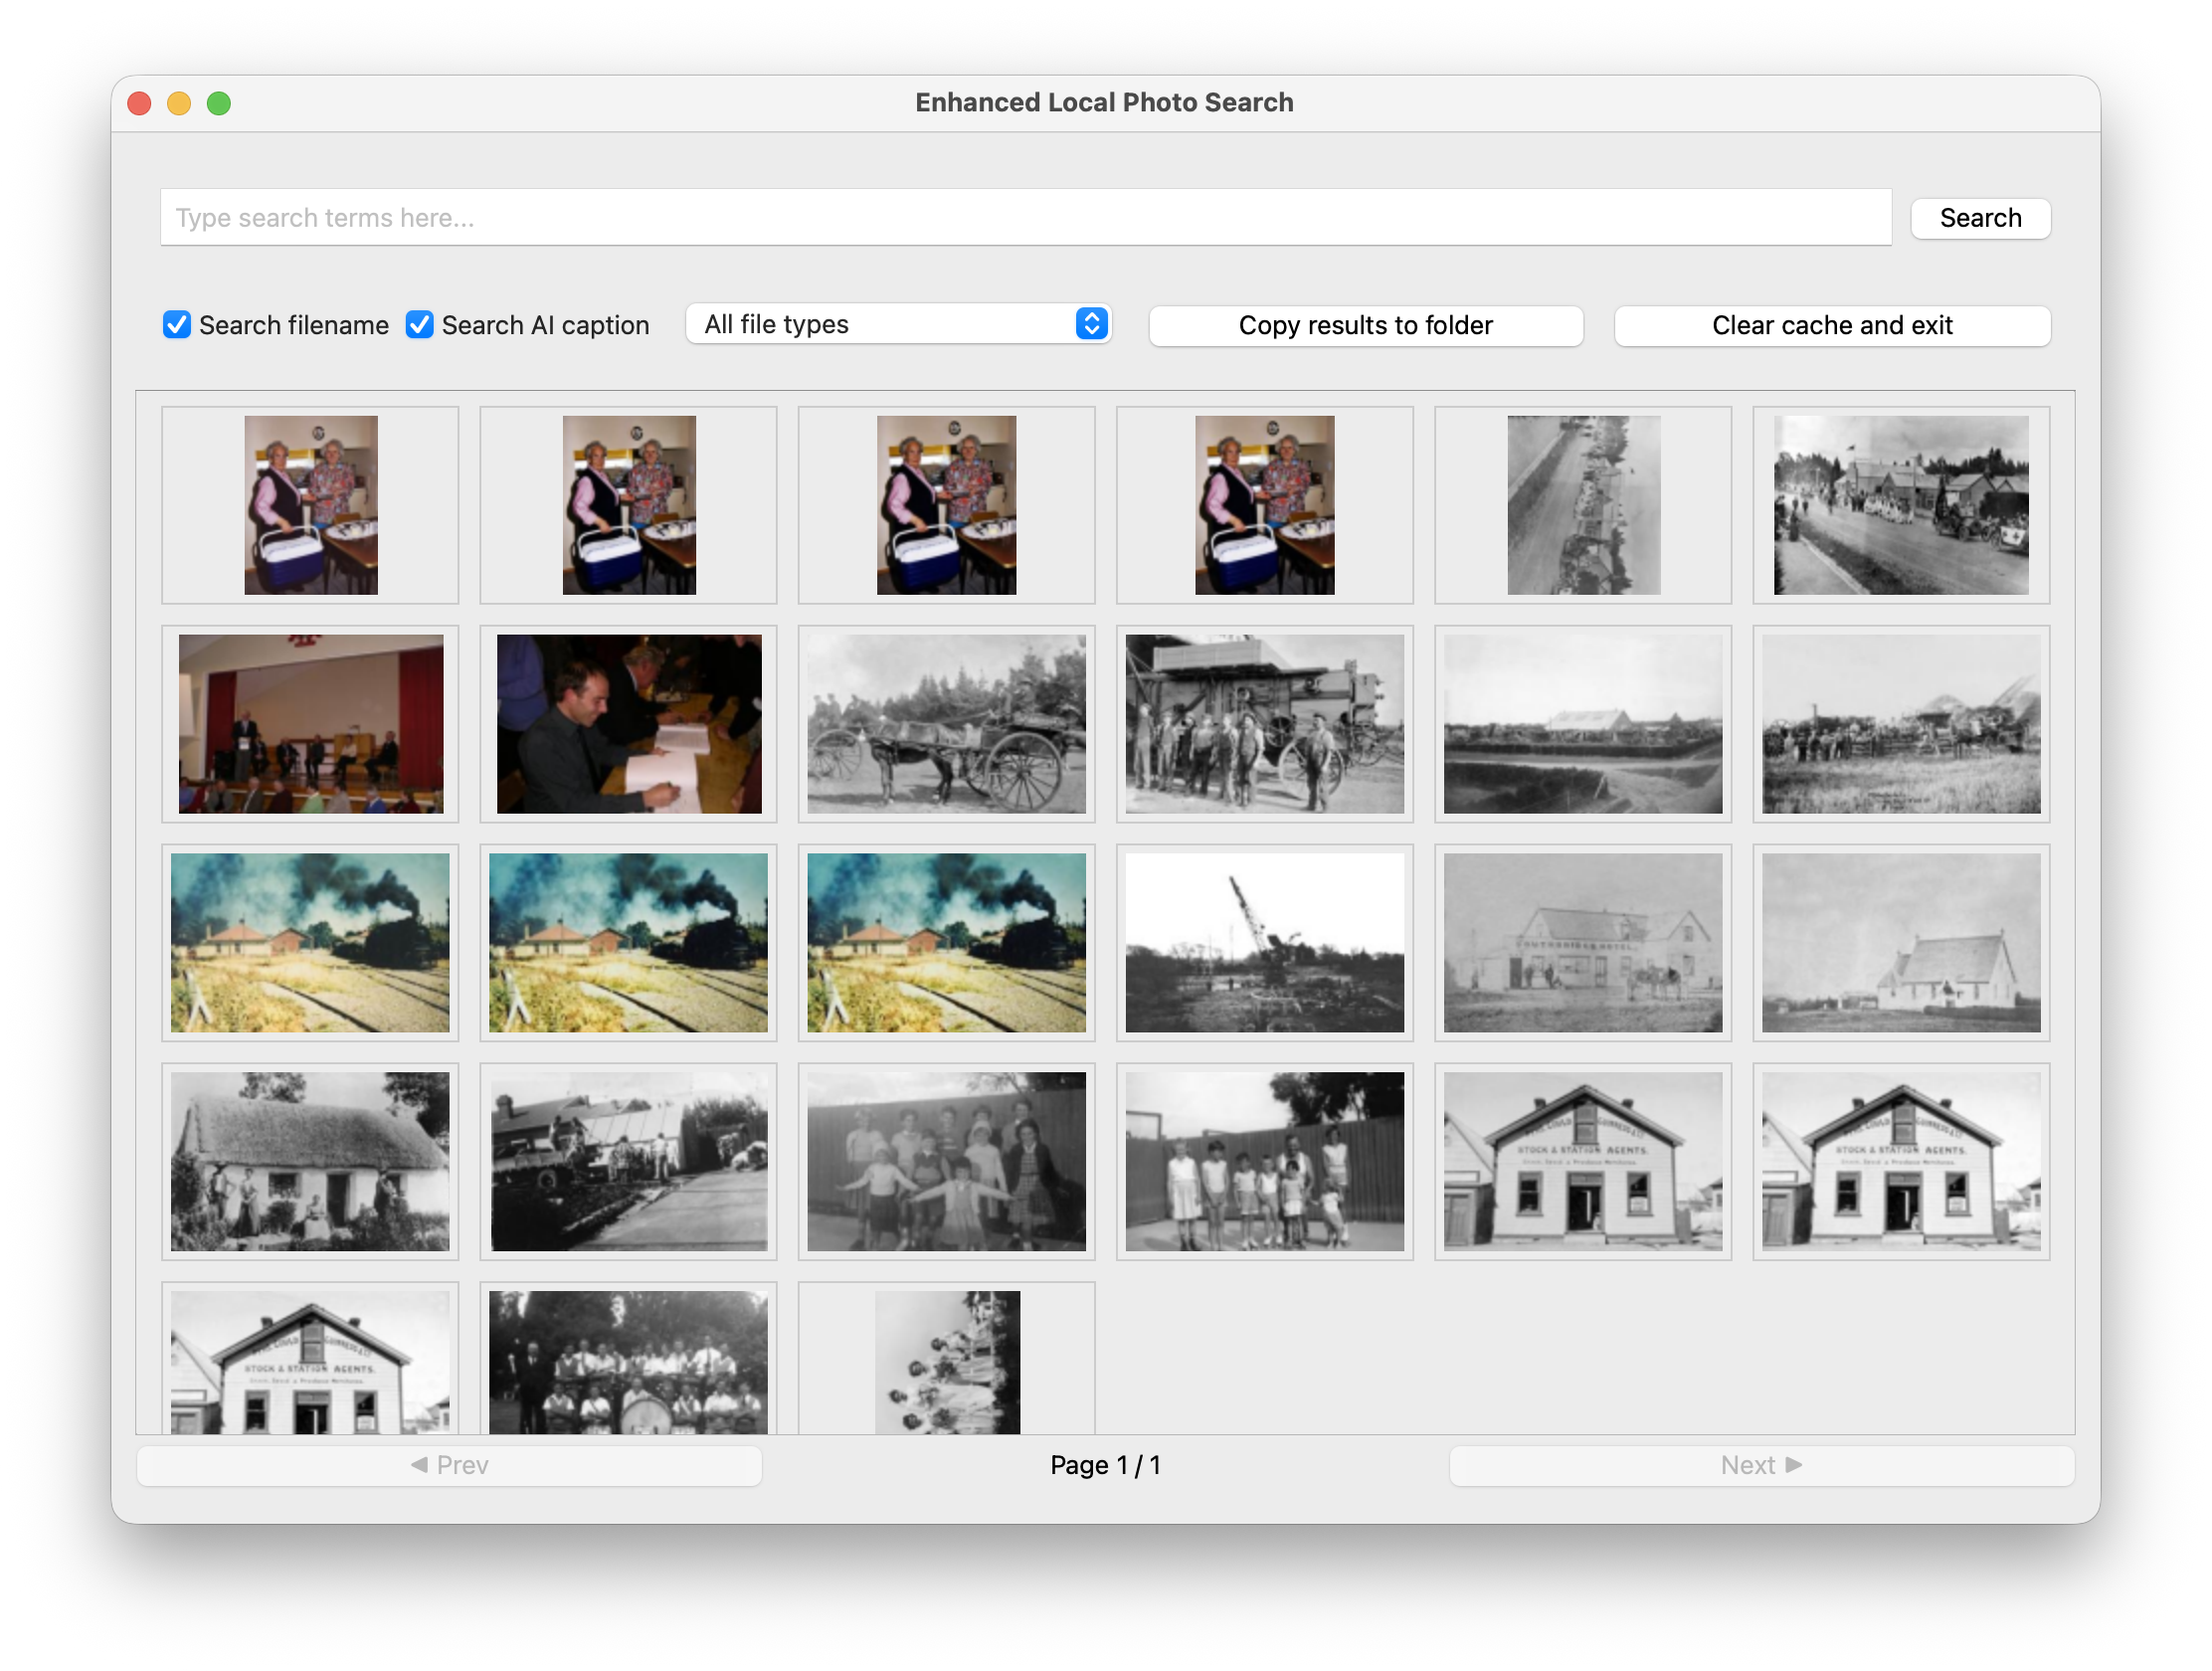 Enhanced Local Photo Search
Type search terms here...
Search
Search filename
Search AI caption
All file types
Copy results to folder
Clear cache and exit
STOCK & STATION AGENTS.
STOCK & STATION AGENTS.
STOCK & STATION AGENTS.
◀ Prev
Page 1 / 1
Next ▶